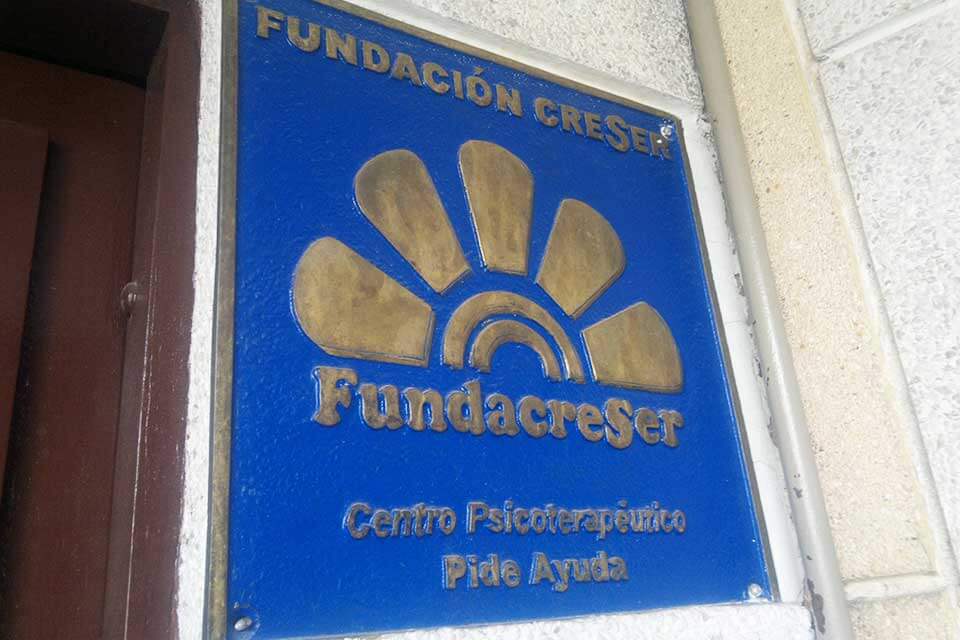 FUNDACIÓN CRESER
FundacreSer
Centro Psicoterapéutico
Pide Ayuda